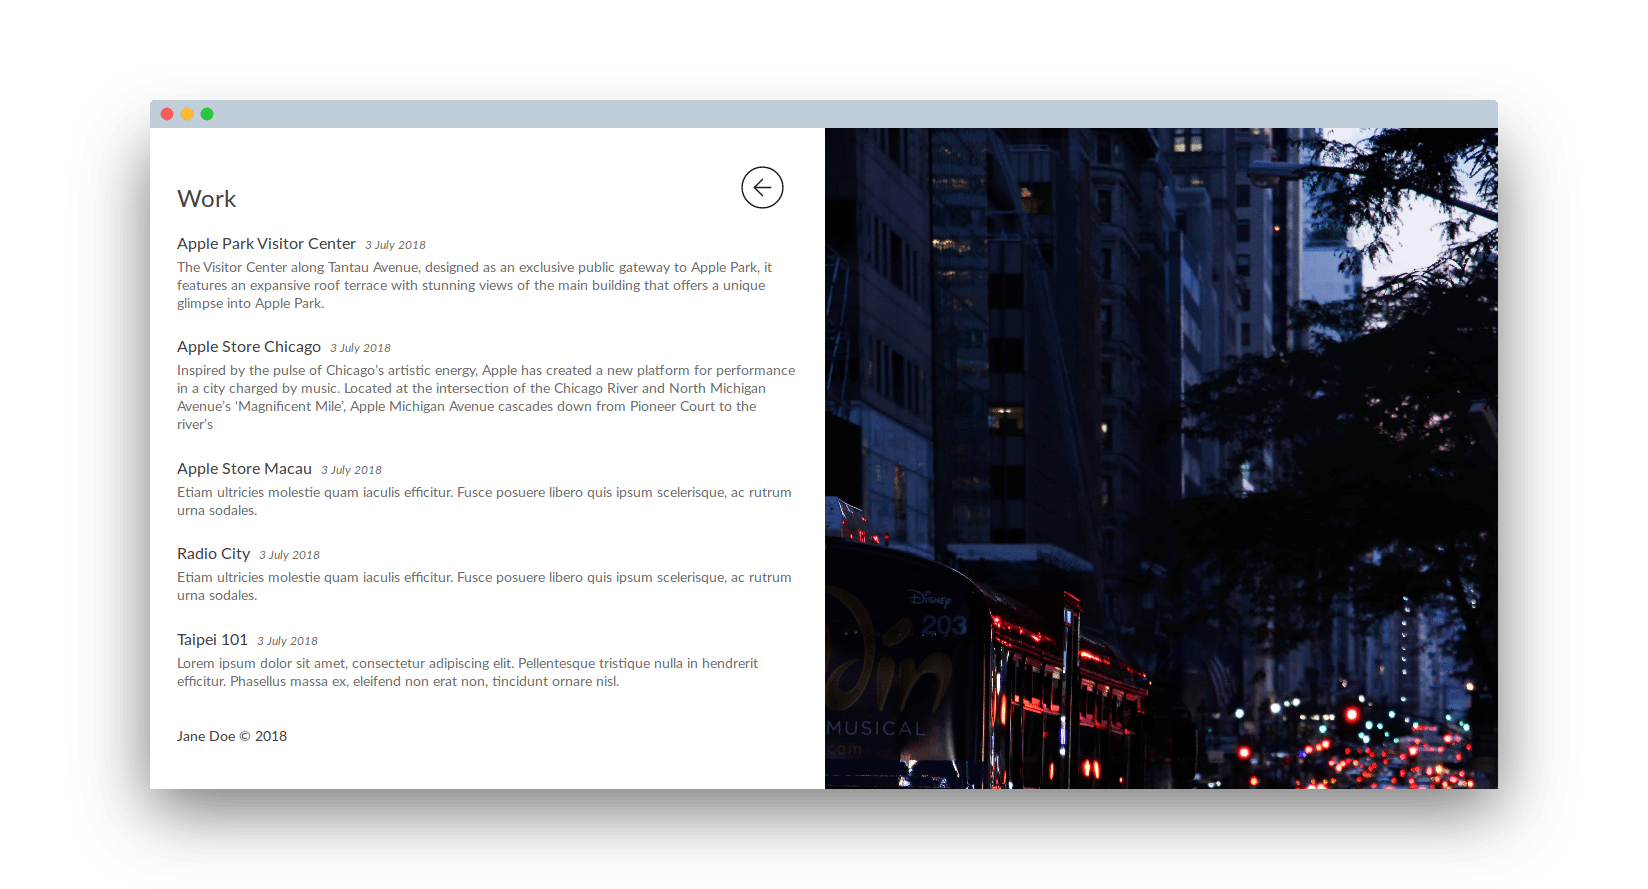 Work
Apple Park Visitor Center 3 July 2018
The Visitor Center along Tantau Avenue, designed as an exclusive public gateway to Apple Park, it
features an expansive roof terrace with stunning views of the main building that offers a unique
glimpse into Apple Park.
Apple Store Chicago 3 July 2018
Inspired by the pulse of Chicago’s artistic energy, Apple has created a new platform for performance
in a city charged by music. Located at the intersection of the Chicago River and North Michigan
Avenue’s ‘Magnificent Mile’, Apple Michigan Avenue cascades down from Pioneer Court to the
river’s
Apple Store Macau 3 July 2018
Etiam ultricies molestie quam iaculis efficitur. Fusce posuere libero quis ipsum scelerisque, ac rutrum
urna sodales.
Radio City 3 July 2018
Etiam ultricies molestie quam iaculis efficitur. Fusce posuere libero quis ipsum scelerisque, ac rutrum
urna sodales.
Taipei 101 3 July 2018
Lorem ipsum dolor sit amet, consectetur adipiscing elit. Pellentesque tristique nulla in hendrerit
efficitur. Phasellus massa ex, eleifend non erat non, tincidunt ornare nisl.
Jane Doe © 2018
Disney
203
ddin
MUSICAL
.com